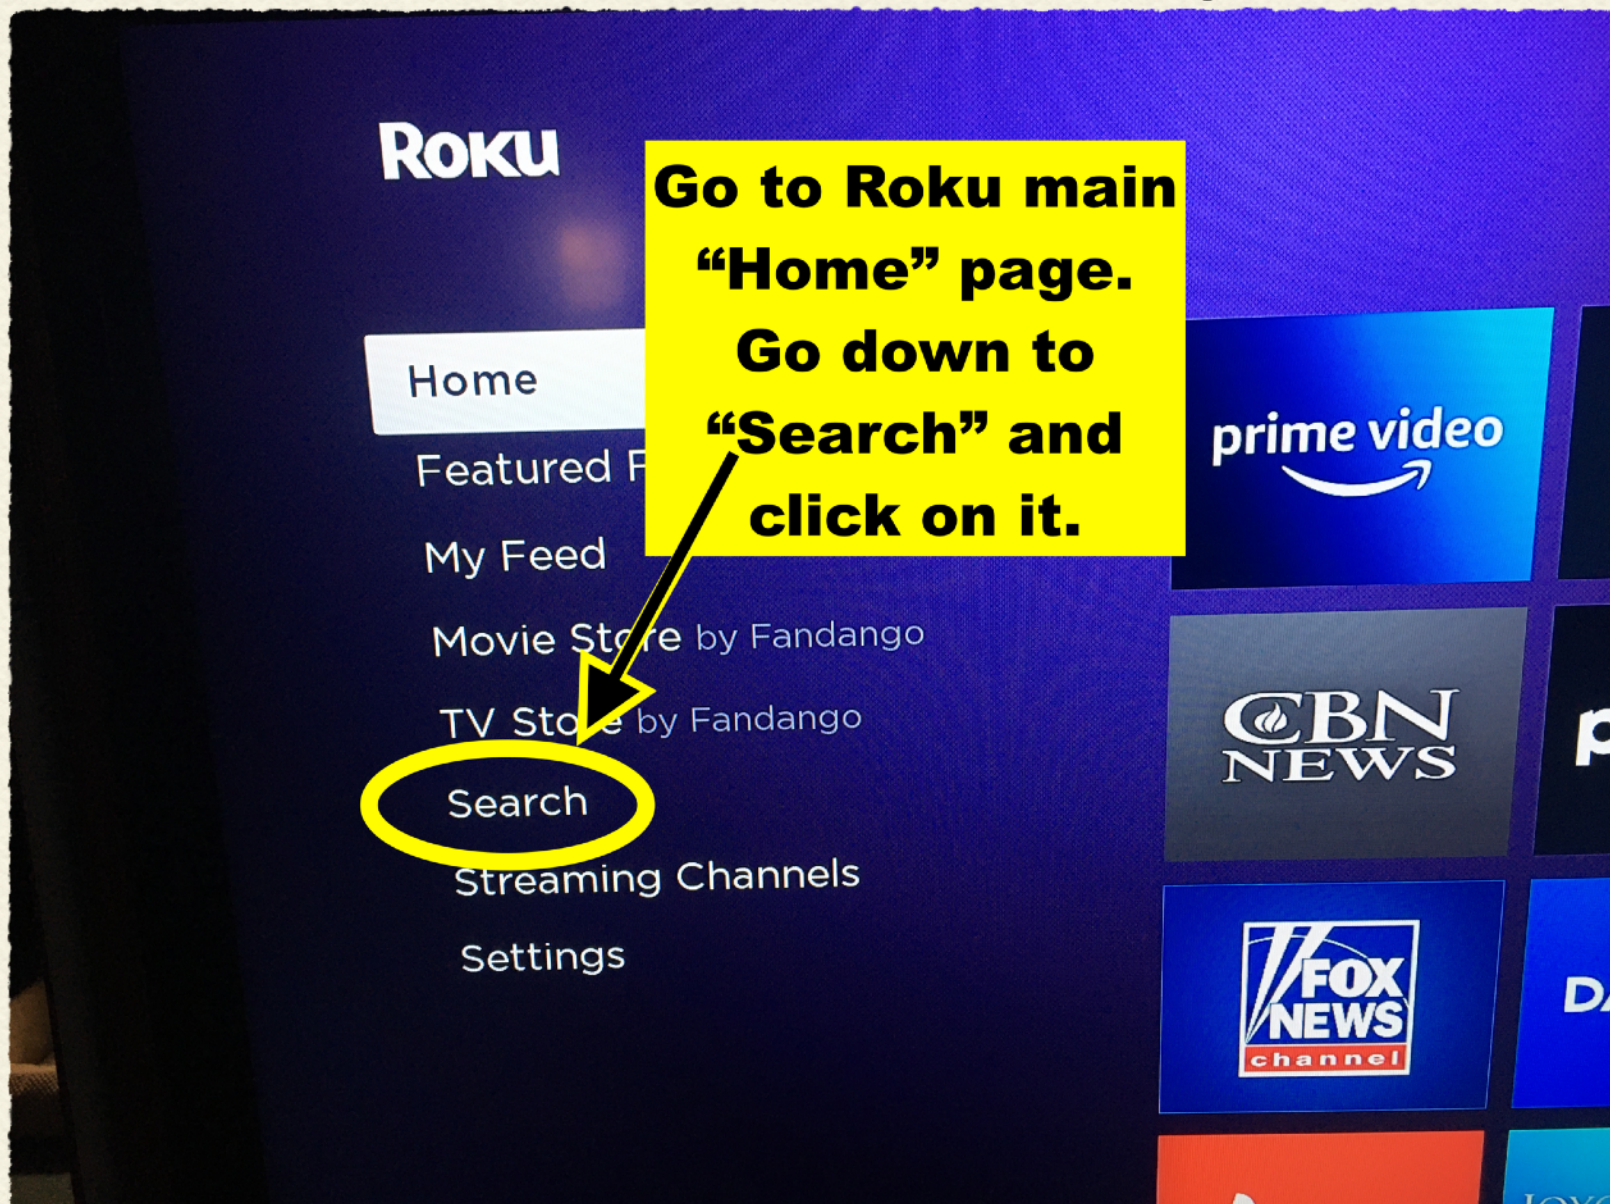 ROKU
Go to Roku main
“Home” page.
Go down to
“Search” and
click on it.
Home
Featured F
My Feed
Movie Store by Fandango
TV Store by Fandango
Search
Streaming Channels
Settings
prime video
CBN
NEWS
p
FOX
NEWS
channel
DA